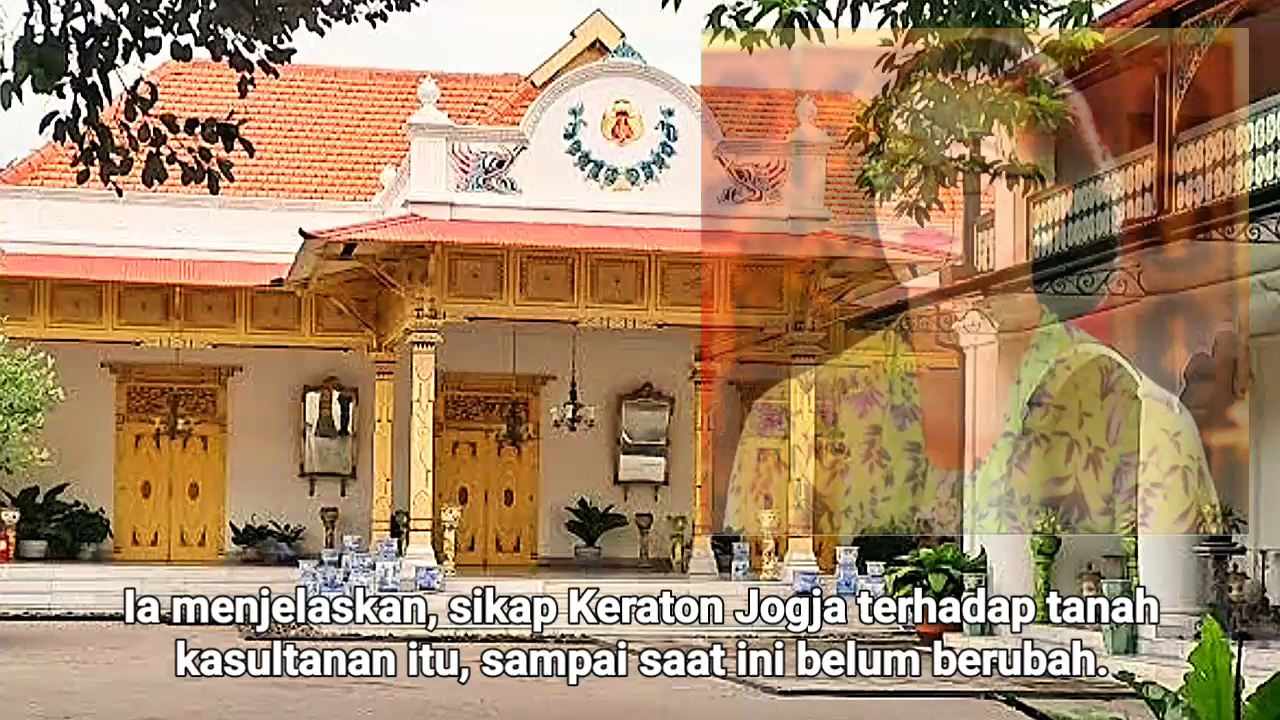 Ia menjelaskan, sikap Keraton Jogja terhadap tanah
kasultanan itu, sampai saat ini belum berubah.